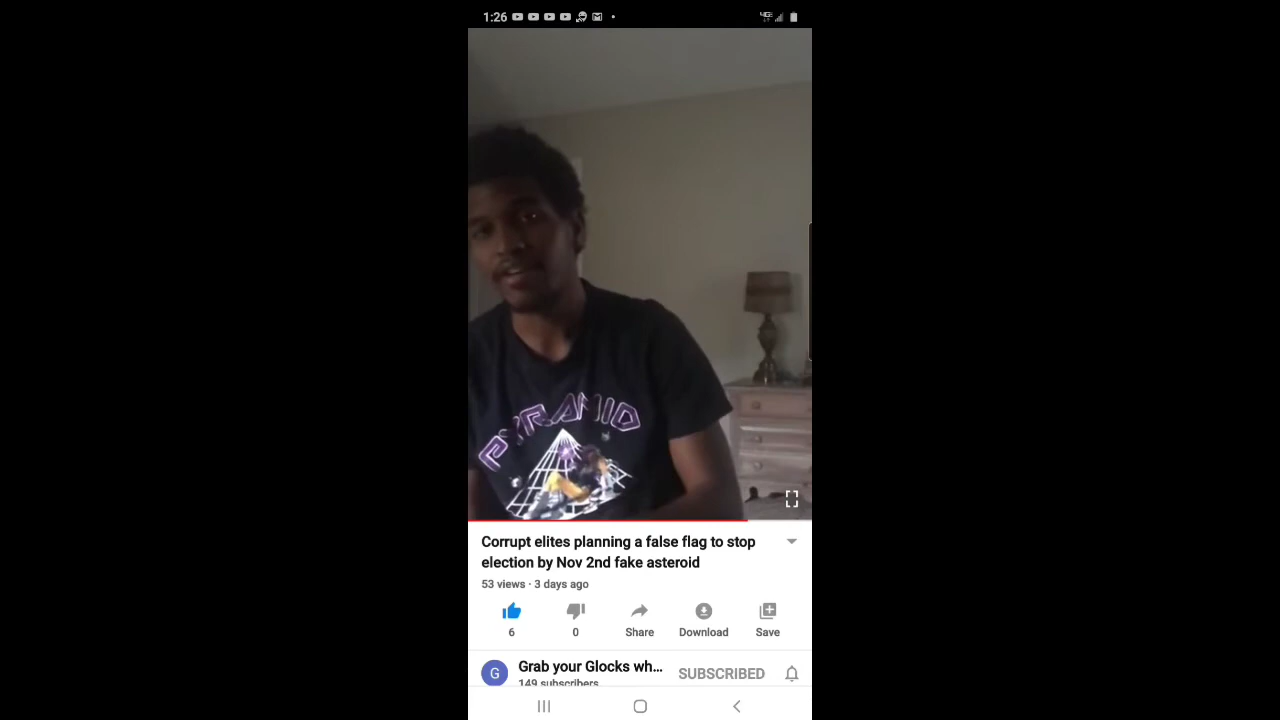 1:26
4G
PYRAMID
Corrupt elites planning a false flag to stop
election by Nov 2nd fake asteroid
53 views · 3 days ago
6
0
Share
Download
Save
G
Grab your Glocks wh...
SUBSCRIBED
149 subscribers